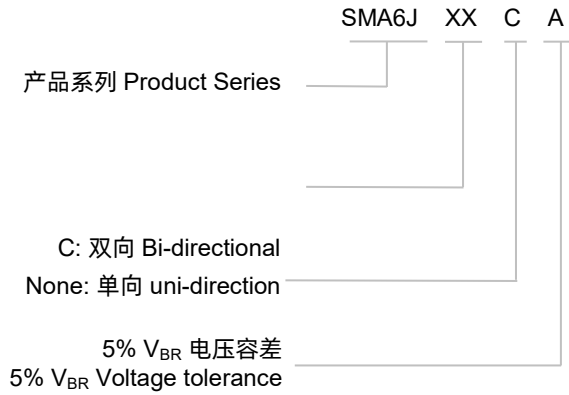 SMA6J XX C A
产品系列 Product Series
C: 双向 Bi-directional
None: 单向 uni-direction
5% VBR 电压容差
5% VBR Voltage tolerance